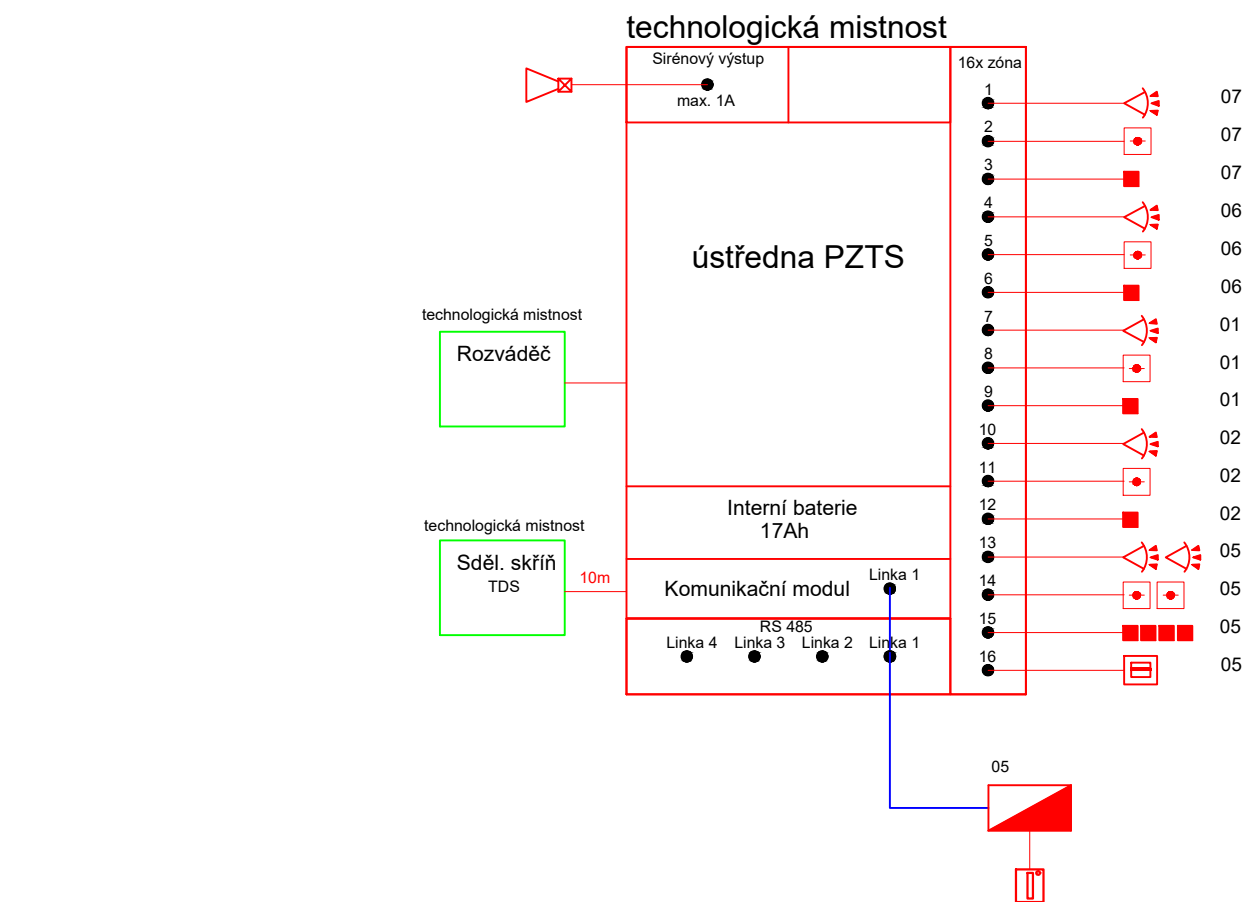 technologická mistnost
Sirénový výstup
max. 1A
16x zóna
1 07
2 07
3 07
4 06
5 06
6 06
7 01
8 01
9 01
10 02
11 02
12 02
13 05
14 05
15 05
16 05
ústředna PZTS
technologická mistnost
Rozváděč
Interní baterie
17Ah
technologická mistnost
Sděl. skříň
TDS
10m
Komunikační modul
Linka 1
RS 485
Linka 4 Linka 3 Linka 2 Linka 1
05